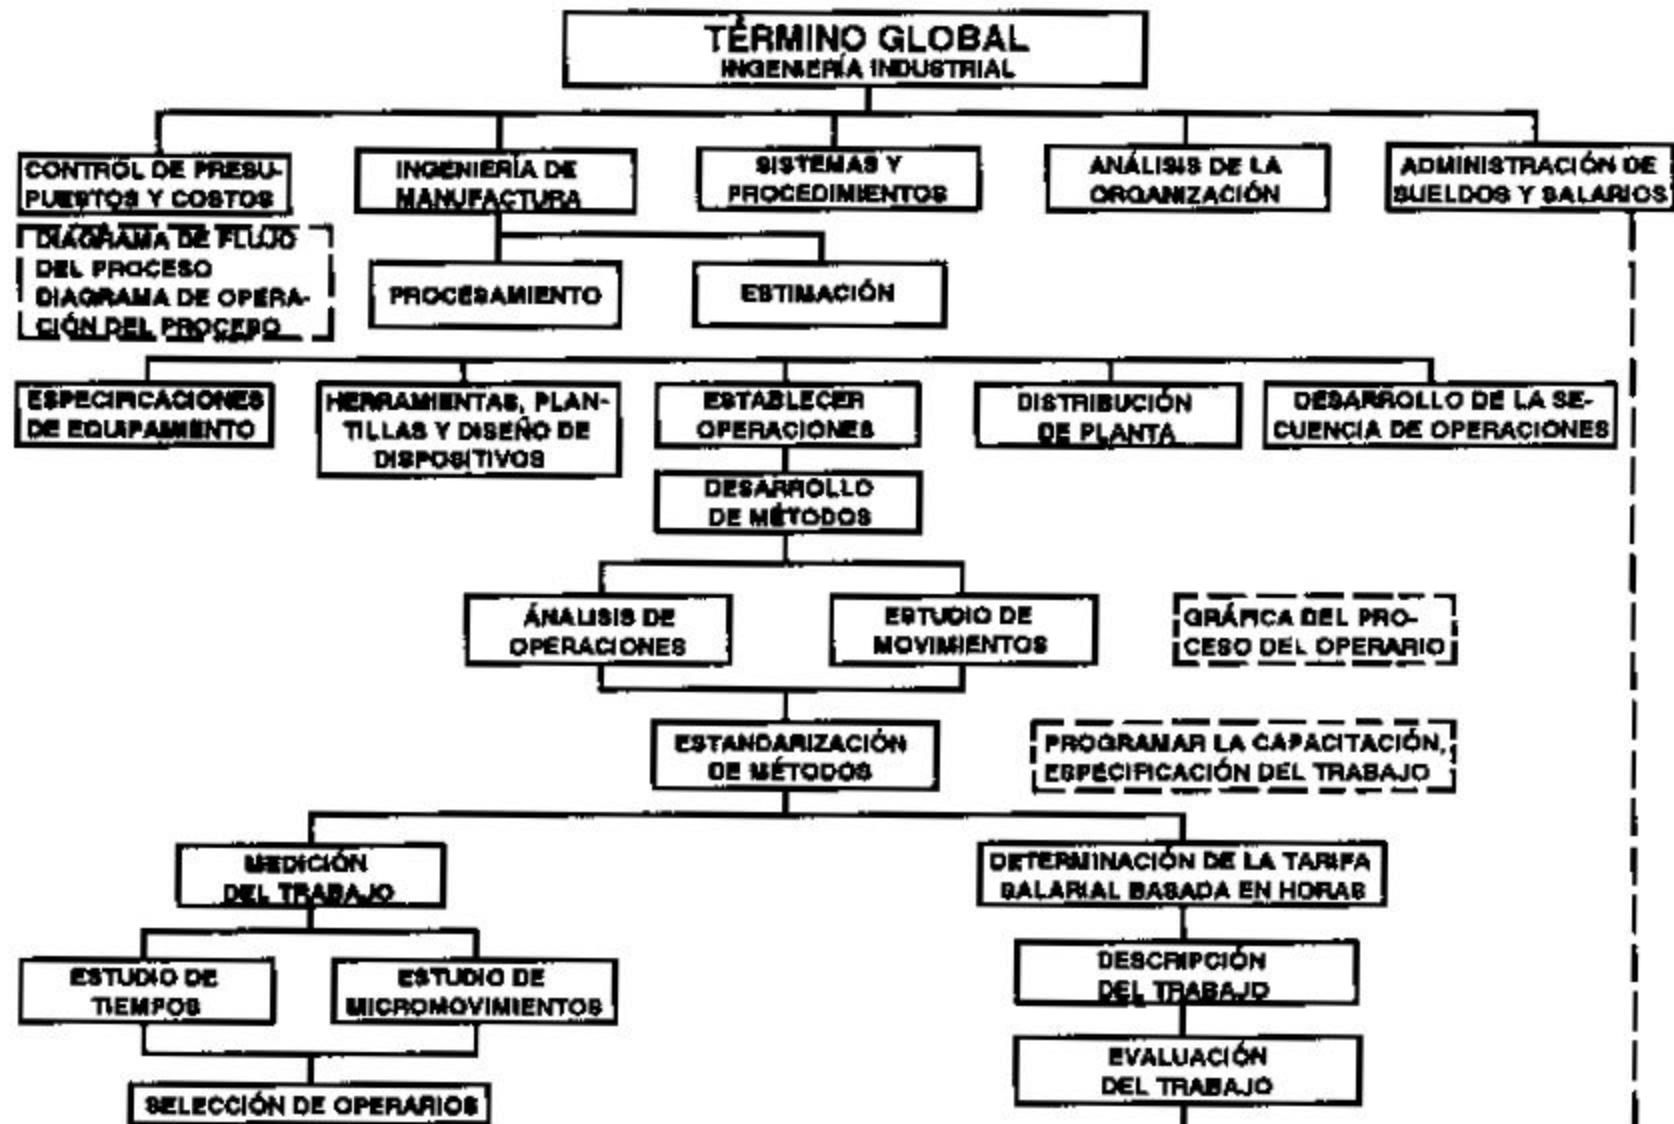 TÉRMINO GLOBAL
INGENIERÍA INDUSTRIAL
CONTROL DE PRESU-
PUESTOS Y COSTOS
INGENIERÍA DE
MANUFACTURA
SISTEMAS Y
PROCEDIMIENTOS
ANÁLISIS DE LA
ORGANIZACIÓN
ADMINISTRACIÓN DE
SUELDOS Y SALARIOS
DIAGRAMA DE FLUJO
DEL PROCESO
DIAGRAMA DE OPERA-
CIÓN DEL PROCESO
PROCESAMIENTO
ESTIMACIÓN
ESPECIFICACIONES
DE EQUIPAMIENTO
HERRAMIENTAS, PLAN-
TILLAS Y DISEÑO DE
DISPOSITIVOS
ESTABLECER
OPERACIONES
DISTRIBUCIÓN
DE PLANTA
DESARROLLO DE LA SE-
CUENCIA DE OPERACIONES
DESARROLLO
DE MÉTODOS
ÁNALISIS DE
OPERACIONES
ESTUDIO DE
MOVIMIENTOS
GRÁFICA DEL PRO-
CESO DEL OPERARIO
ESTANDARIZACIÓN
DE MÉTODOS
PROGRAMAR LA CAPACITACIÓN,
ESPECIFICACIÓN DEL TRABAJO
MEDICIÓN
DEL TRABAJO
DETERMINACIÓN DE LA TARIFA
SALARIAL BASADA EN HORAS
ESTUDIO DE
TIEMPOS
ESTUDIO DE
MICROMOVIMIENTOS
DESCRIPCIÓN
DEL TRABAJO
EVALUACIÓN
DEL TRABAJO
SELECCIÓN DE OPERARIOS